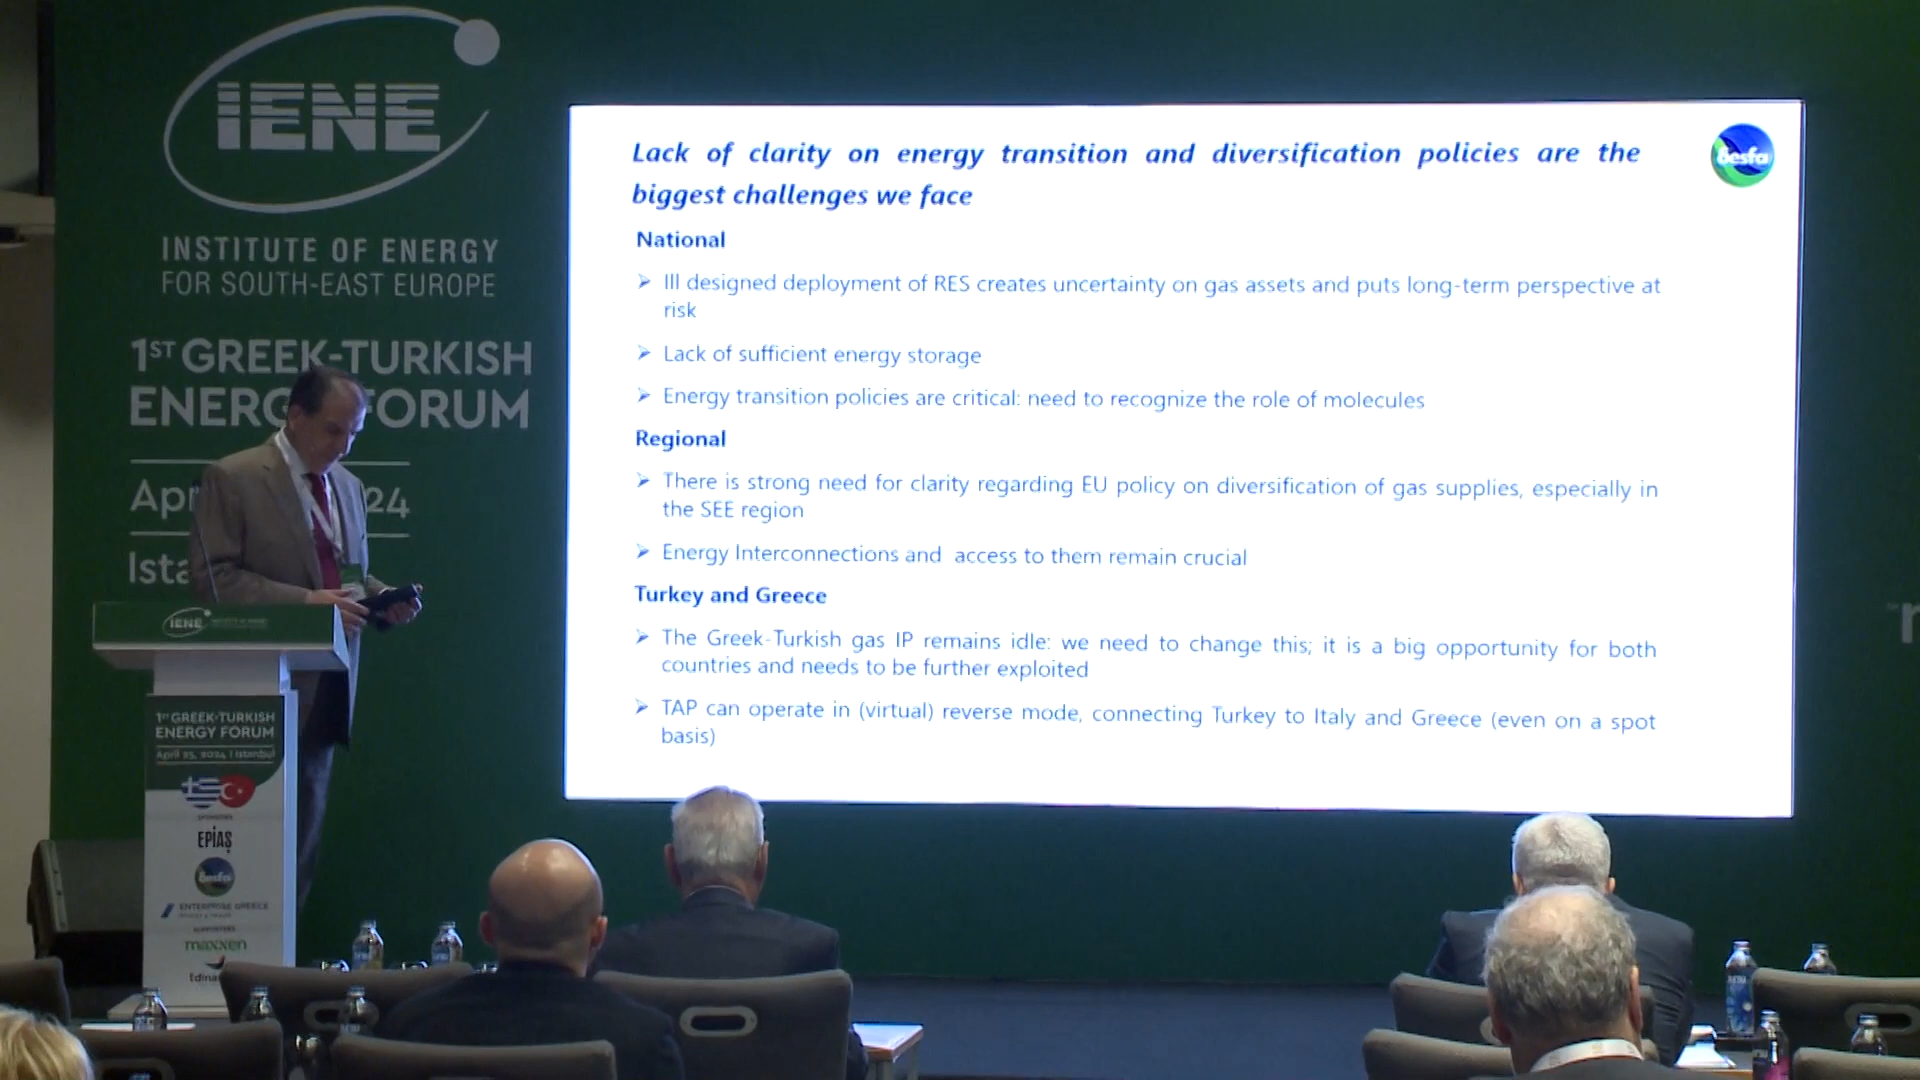 IENE
INSTITUTE OF ENERGY
FOR SOUTH-EAST EUROPE
1ST GREEK-TURKISH
ENERG FORUM
Apr 24
Ista
Lack of clarity on energy transition and diversification policies are the
biggest challenges we face
desfa
National
➢ Ill designed deployment of RES creates uncertainty on gas assets and puts long-term perspective at
risk
➢ Lack of sufficient energy storage
➢ Energy transition policies are critical: need to recognize the role of molecules
Regional
➢ There is strong need for clarity regarding EU policy on diversification of gas supplies, especially in
the SEE region
➢ Energy Interconnections and access to them remain crucial
Turkey and Greece
➢ The Greek-Turkish gas IP remains idle: we need to change this; it is a big opportunity for both
countries and needs to be further exploited
➢ TAP can operate in (virtual) reverse mode, connecting Turkey to Italy and Greece (even on a spot
basis)
IENE
1ST GREEK-TURKISH
ENERGY FORUM
April 25, 2024 | Istanbul
EPİAŞ
desfa
ENTERPRISE GREECE
SUPPORTERS
maxxen